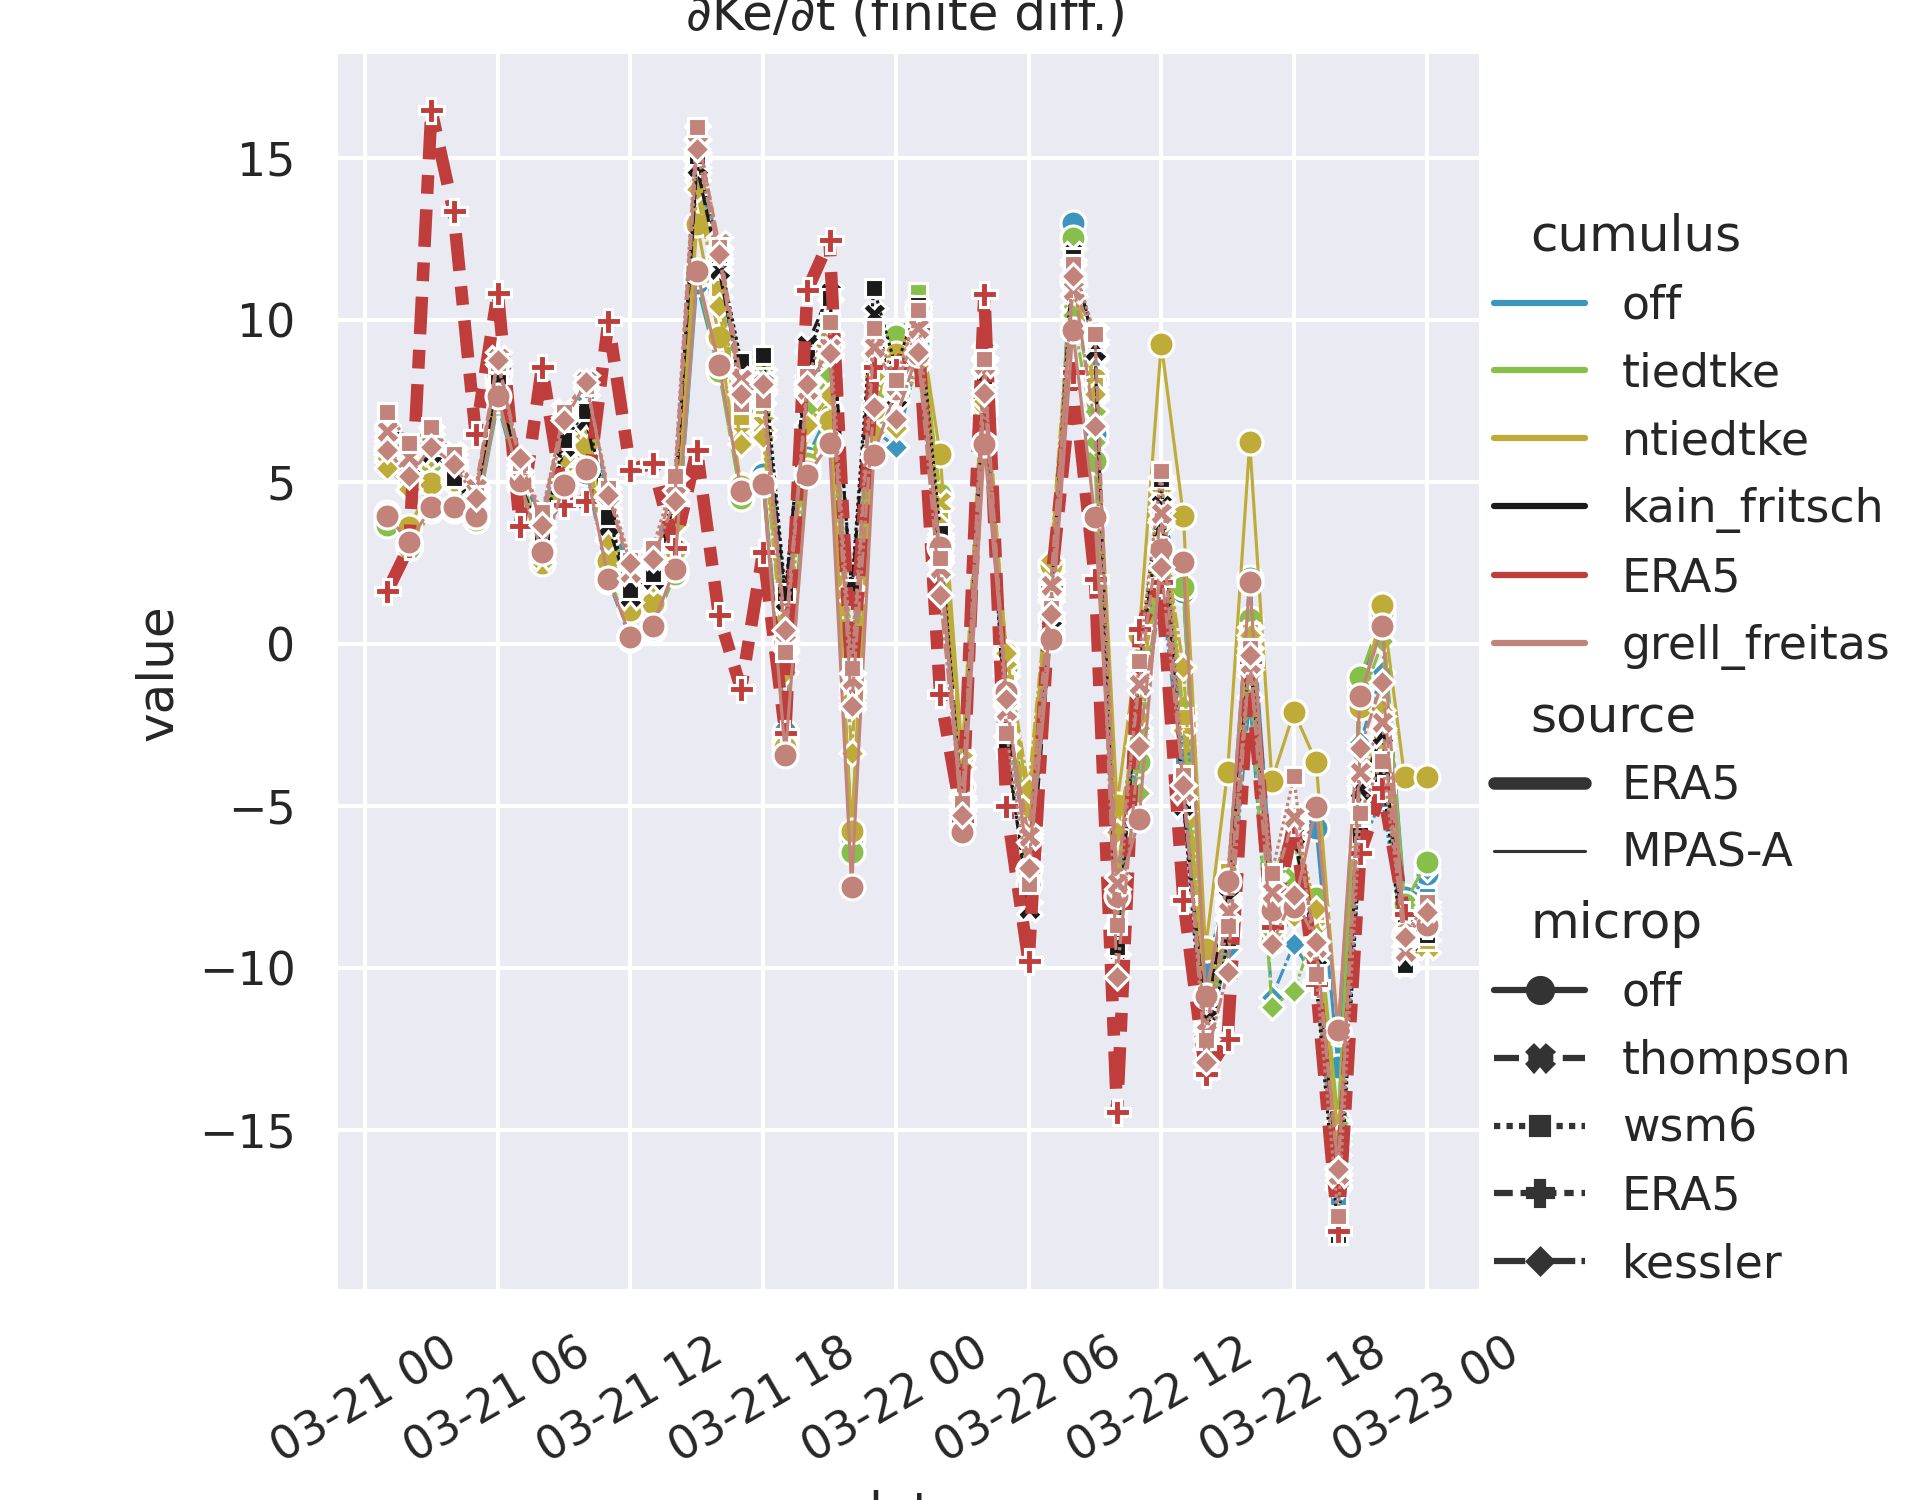 ∂Ke/∂t (finite diff.)
15
10
5
0
−5
−10
−15
value
03-21 00
03-21 06
03-21 12
03-21 18
03-22 00
03-22 06
03-22 12
03-22 18
03-23 00
cumulus
off
tiedtke
ntiedtke
kain_fritsch
ERA5
grell_freitas
source
ERA5
MPAS-A
microp
off
thompson
wsm6
ERA5
kessler